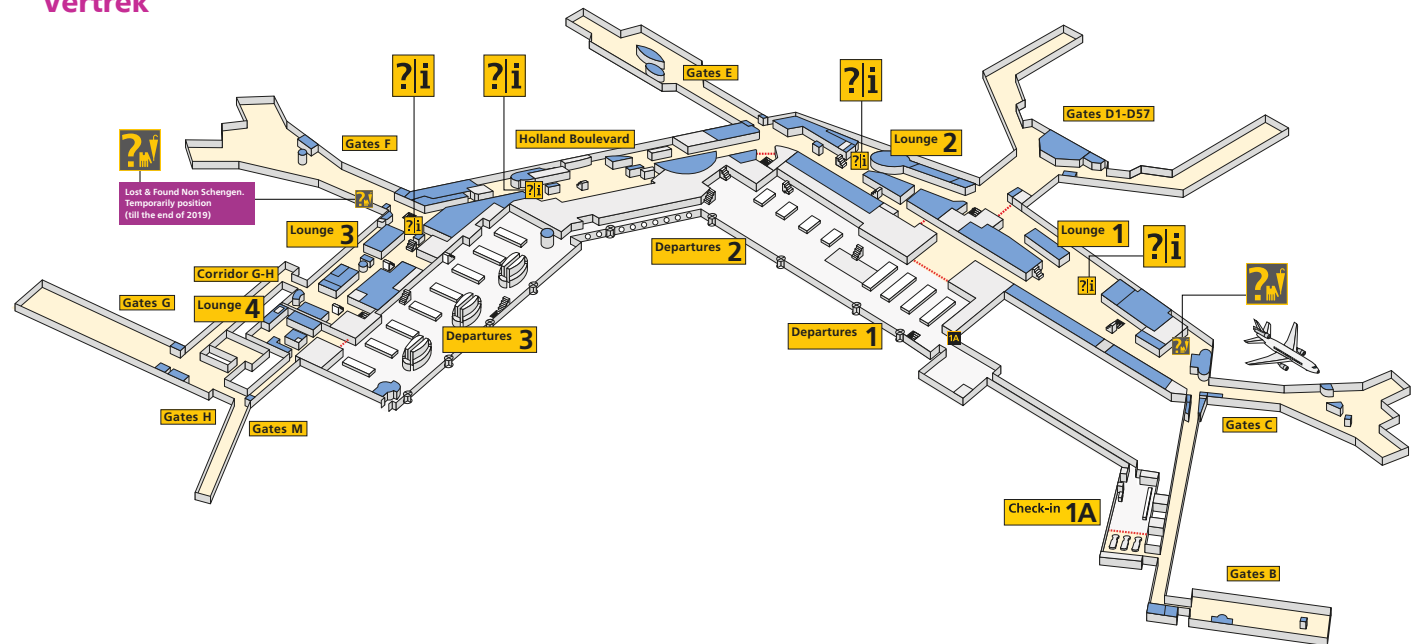 Vertrek
?|i
?|i
Gates E
?|i
Gates D1-D57
Holland Boulevard
Lounge 2
?
Gates F
?i
?i
Lost & Found Non Schengen.
Temporarily position
(till the end of 2019)
?
?i
Lounge 3
Departures 2
Lounge 1
?|i
Corridor G-H
?
?i
Gates G
Lounge 4
Departures 3
Departures 1
1A
?
Gates H
Gates M
Gates C
Check-in 1A
Gates B